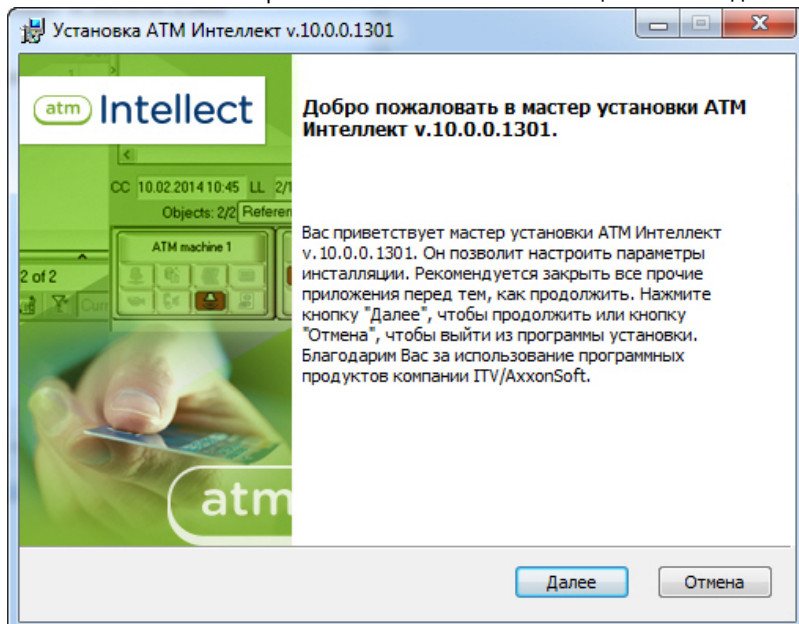 Установка ATM Интеллект v.10.0.0.1301
atm Intellect
CC 10.02.2014 10:45 LL 2/1
Objects: 2/2 Referen
ATM machine 1
2 of 2
Curr
atm
Добро пожаловать в мастер установки ATM
Интеллект v.10.0.0.1301.
Вас приветствует мастер установки ATM Интеллект
v.10.0.0.1301. Он позволит настроить параметры
инсталляции. Рекомендуется закрыть все прочие
приложения перед тем, как продолжить. Нажмите
кнопку "Далее", чтобы продолжить или кнопку
"Отмена", чтобы выйти из программы установки.
Благодарим Вас за использование программных
продуктов компании ITV/AxxonSoft.
Далее
Отмена